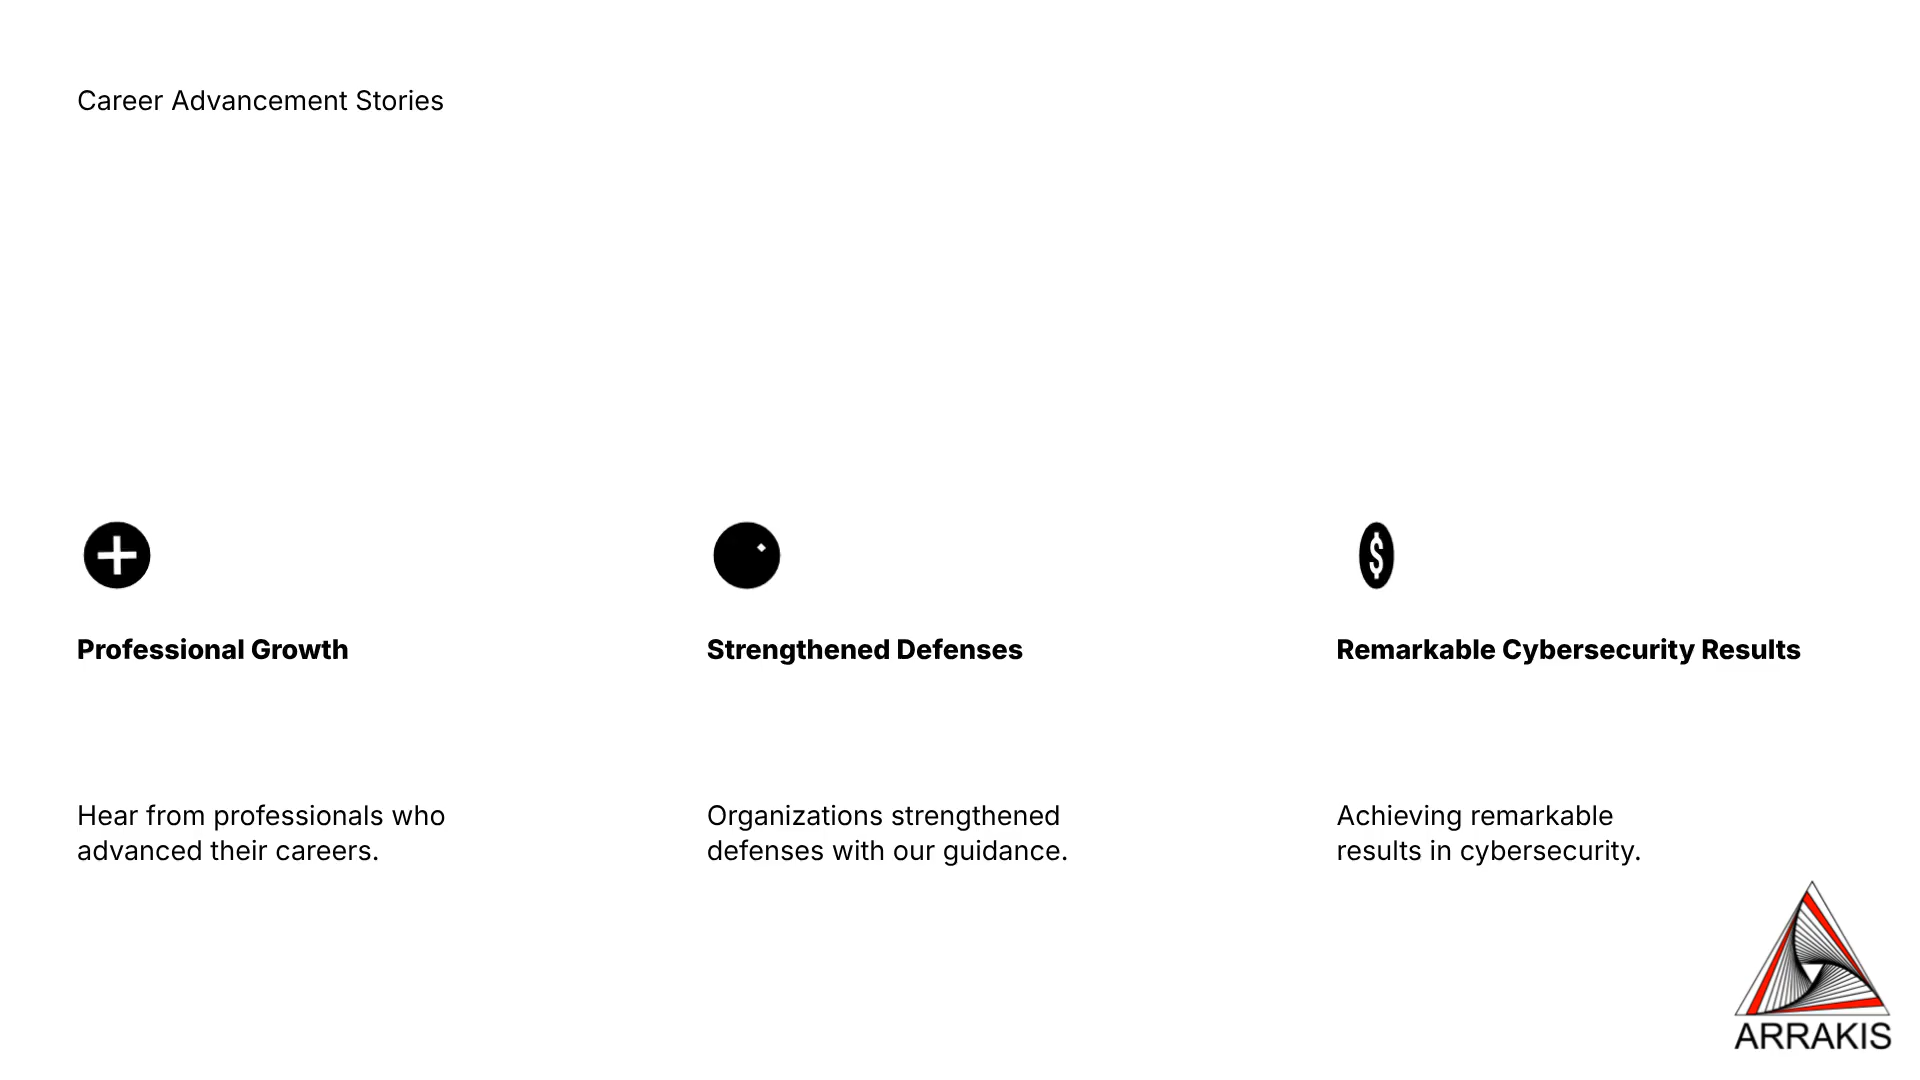 Career Advancement Stories
$
Professional Growth
Strengthened Defenses
Remarkable Cybersecurity Results
Hear from professionals who
advanced their careers.
Organizations strengthened
defenses with our guidance.
Achieving remarkable
results in cybersecurity.
ARRAKIS